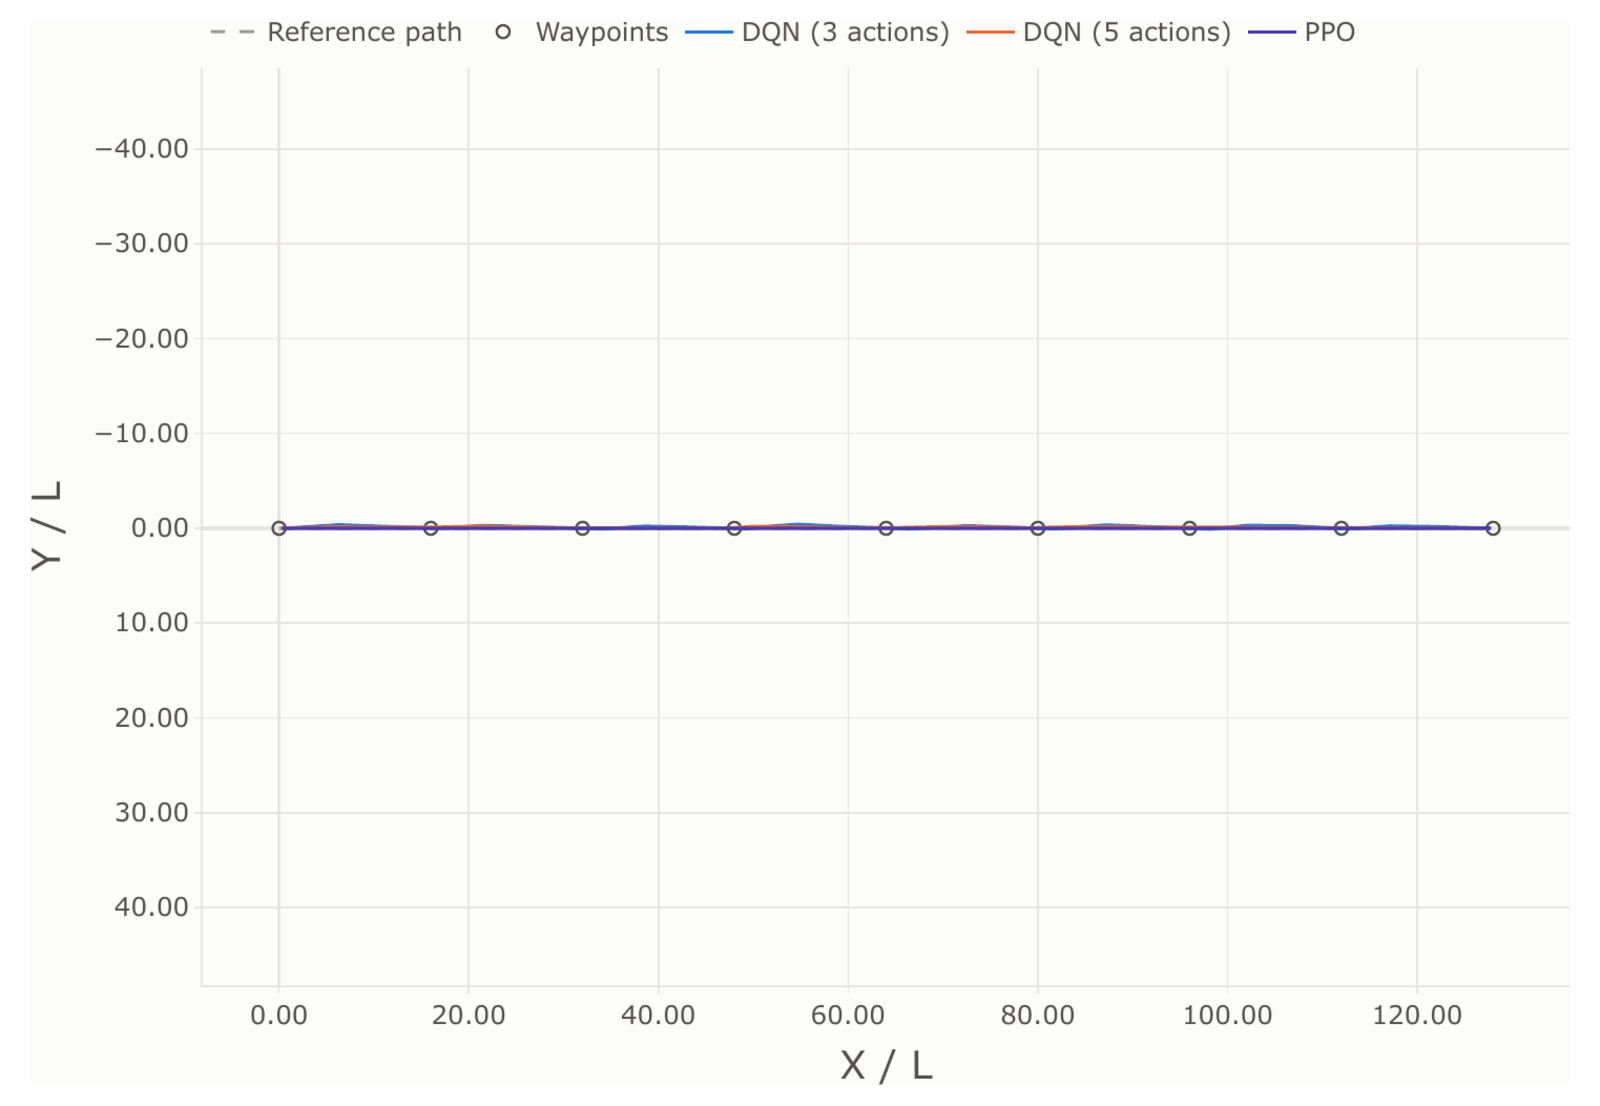 Reference path Waypoints DQN (3 actions) DQN (5 actions) PPO
−40.00
−30.00
−20.00
−10.00
0.00
10.00
20.00
30.00
40.00
Y / L
0.00 20.00 40.00 60.00 80.00 100.00 120.00
X / L